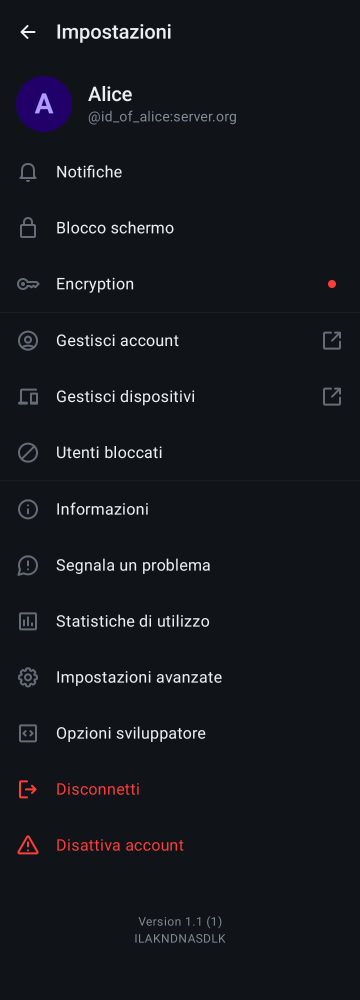 Impostazioni
A
Alice
@id_of_alice:server.org
Notifiche
Blocco schermo
Encryption
Gestisci account
Gestisci dispositivi
Utenti bloccati
Informazioni
Segnala un problema
Statistiche di utilizzo
Impostazioni avanzate
Opzioni sviluppatore
Disconnetti
Disattiva account
Version 1.1 (1)
ILAKNDNASDLK